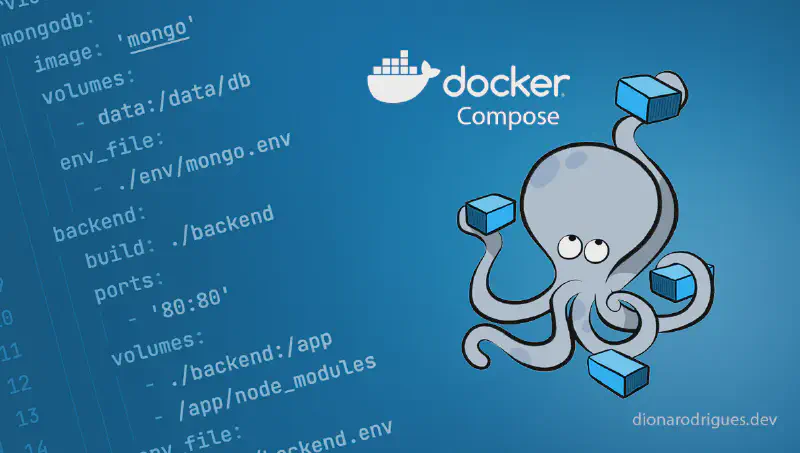 mongodb:
image: 'mongo'
volumes:
- data:/data/db
env_file:
- ./env/mongo.env
backend:
build: ./backend
ports:
- '80:80'
volumes:
- ./backend:/app
- /app/node_modules
11
12
13
14
docker
Compose
dionarodrigues.dev